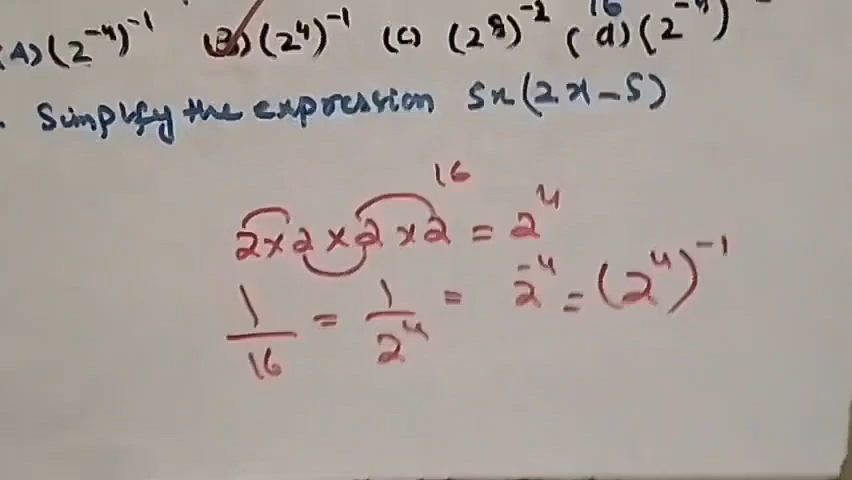 (A) (2⁻⁴)⁻¹ (B) (2⁴)⁻¹ (C) (2⁸)⁻² (d) (2⁻⁴)
16
Simplify the expression 5x(2x-5)
16
2×2×2×2 = 2⁴
1/16 = 1/2⁴ = 2⁻⁴ = (2⁴)⁻¹